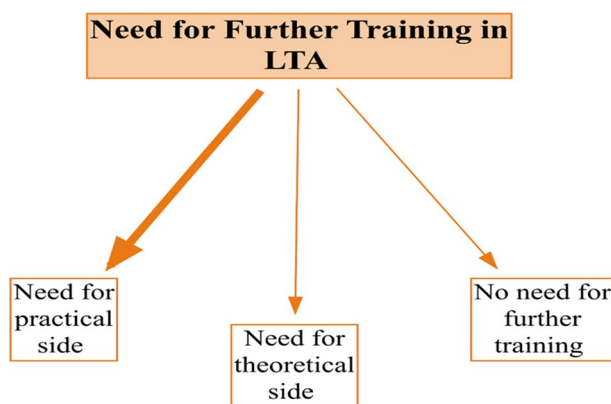 Need for Further Training in
LTA
Need for
practical
side
Need for
theoretical
side
No need for
further
training